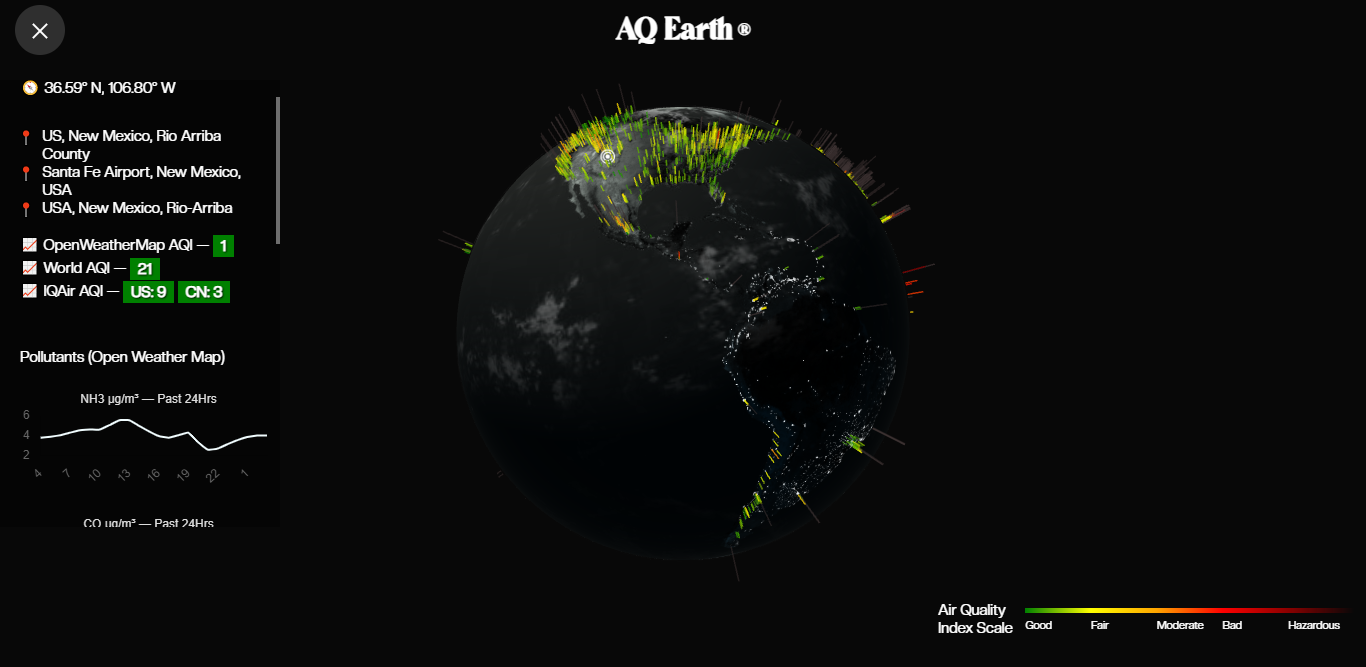 AQ Earth ®
36.59° N, 106.80° W
US, New Mexico, Rio Arriba
County
Santa Fe Airport, New Mexico,
USA
USA, New Mexico, Rio-Arriba
OpenWeatherMap AQI — 1
World AQI — 21
IQAir AQI — US: 9 CN: 3
Pollutants (Open Weather Map)
NH3 µg/m³ — Past 24Hrs
6
4
2
4 7 10 13 16 19 22 1
CO µg/m³ — Past 24Hrs
Air Quality
Index Scale
Good Fair Moderate Bad Hazardous